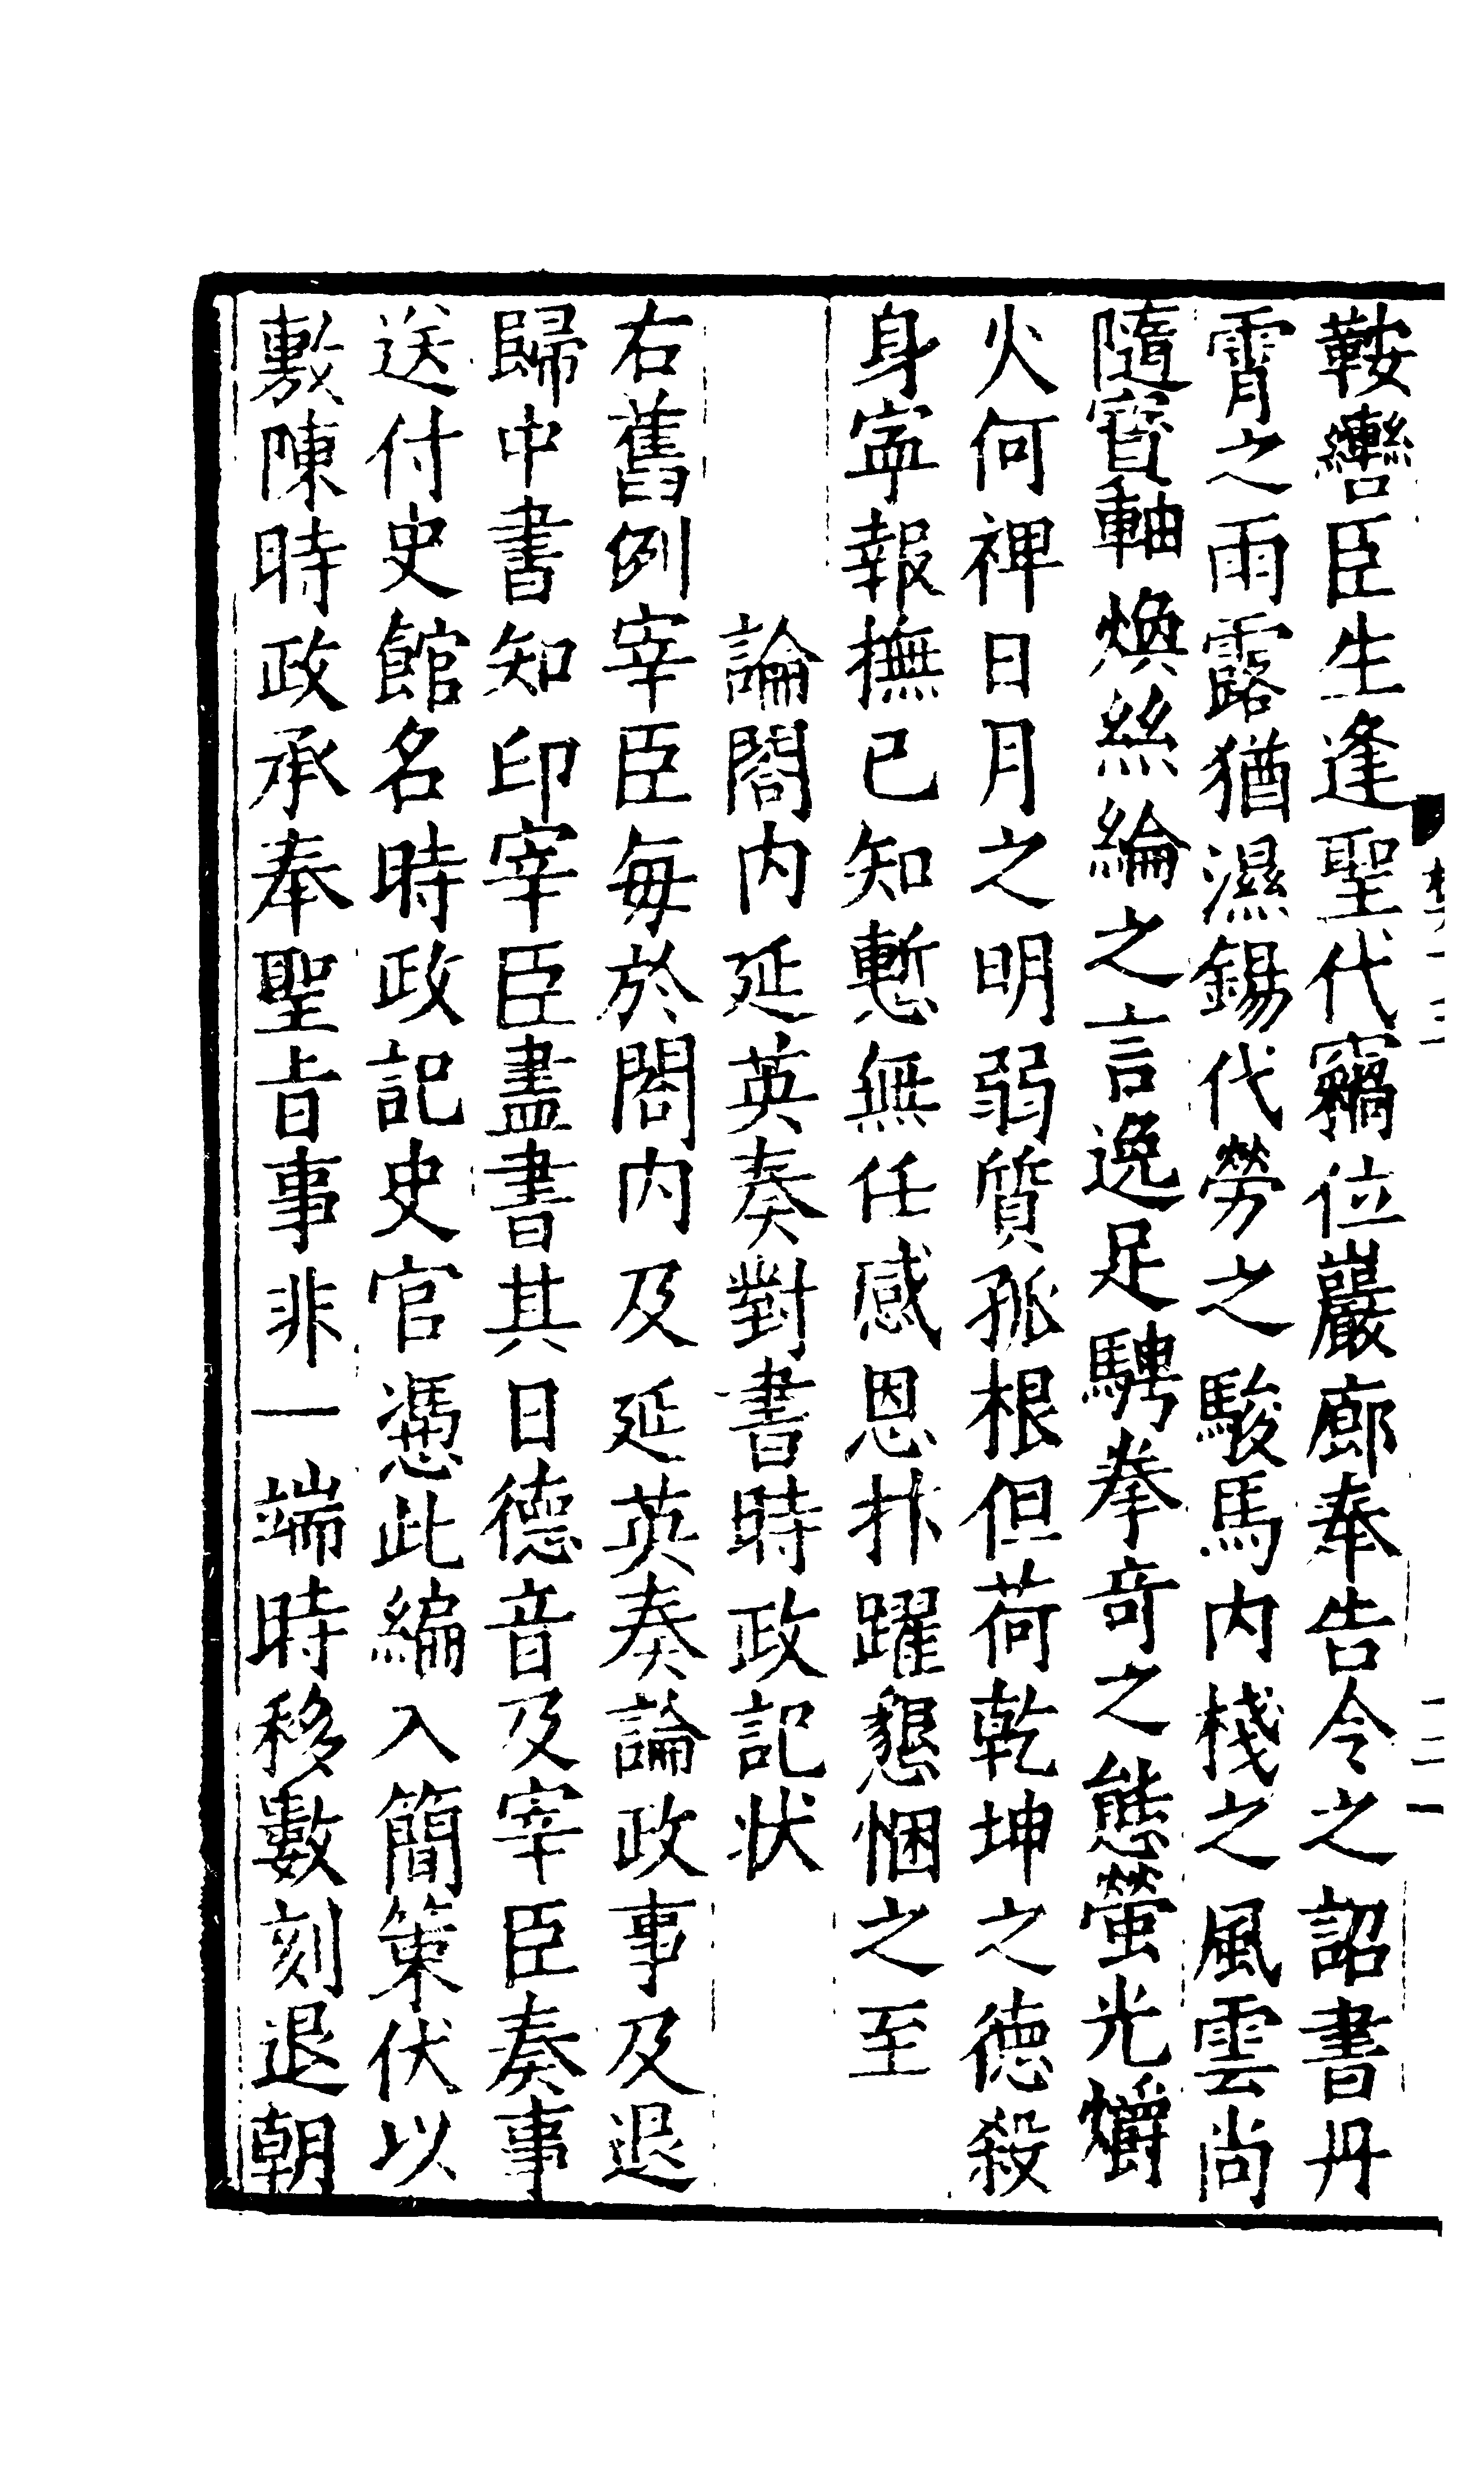 鞍轡臣生逢聖代竊位巖廊奉告令之詔書丹
霄之雨露猶濕錫代勞之駿馬内棧之風雲尚
隨寳軸煥絲綸之言逸足騁拳竒之態螢光爝
火何裨日月之明弱質孤根但荷乾坤之德殺
身寧報撫已知慙無任感恩抃躍懇悃之至
論閤内延英奏對書時政記状
右舊例宰臣每於閤内及延英奏論政事及退
歸中書知印宰臣盡書其日德音及宰臣奏事
送付史館名時政記史官憑此編入簡策伏以
敷陳時政承奉聖旨事非一端時移數刻退朝